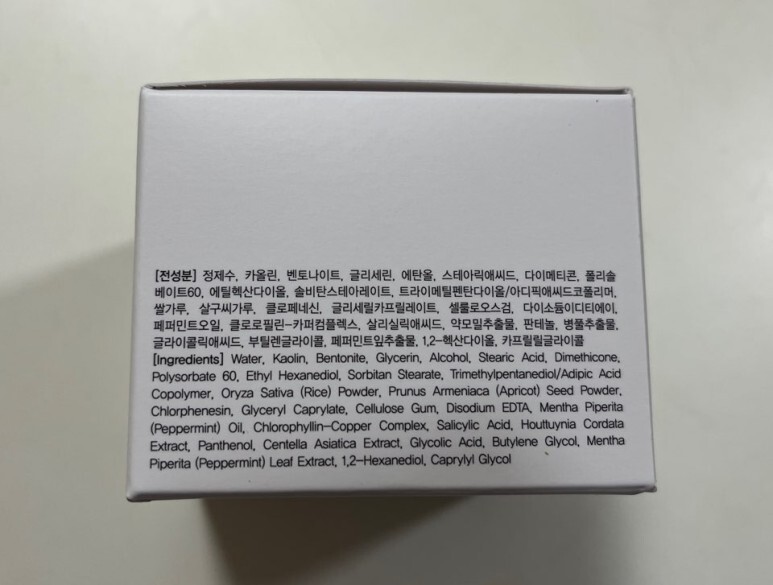 [전성분] 정제수, 카올린, 벤토나이트, 글리세린, 에탄올, 스테아릭애씨드, 다이메티콘, 폴리솔
베이트60, 에틸헥산다이올, 솔비탄스테아레이트, 트라이메틸펜탄다이올/아디픽애씨드코폴리머,
쌀가루, 살구씨가루, 클로페네신, 글리세릴카프릴레이트, 셀룰로오스검, 다이소듐이디티에이,
페퍼민트오일, 클로로필린-카퍼컴플렉스, 살리실릭애씨드, 약모밀추출물, 판테놀, 병풀추출물,
글라이콜릭애씨드, 부틸렌글라이콜, 페퍼민트잎추출물, 1,2-헥산다이올, 카프릴릴글라이콜
[Ingredients] Water, Kaolin, Bentonite, Glycerin, Alcohol, Stearic Acid, Dimethicone,
Polysorbate 60, Ethyl Hexanediol, Sorbitan Stearate, Trimethylpentanediol/Adipic Acid
Copolymer, Oryza Sativa (Rice) Powder, Prunus Armeniaca (Apricot) Seed Powder,
Chlorphenesin, Glyceryl Caprylate, Cellulose Gum, Disodium EDTA, Mentha Piperita
(Peppermint) Oil, Chlorophyllin-Copper Complex, Salicylic Acid, Houttuynia Cordata
Extract, Panthenol, Centella Asiatica Extract, Glycolic Acid, Butylene Glycol, Mentha
Piperita (Peppermint) Leaf Extract, 1,2-Hexanediol, Caprylyl Glycol